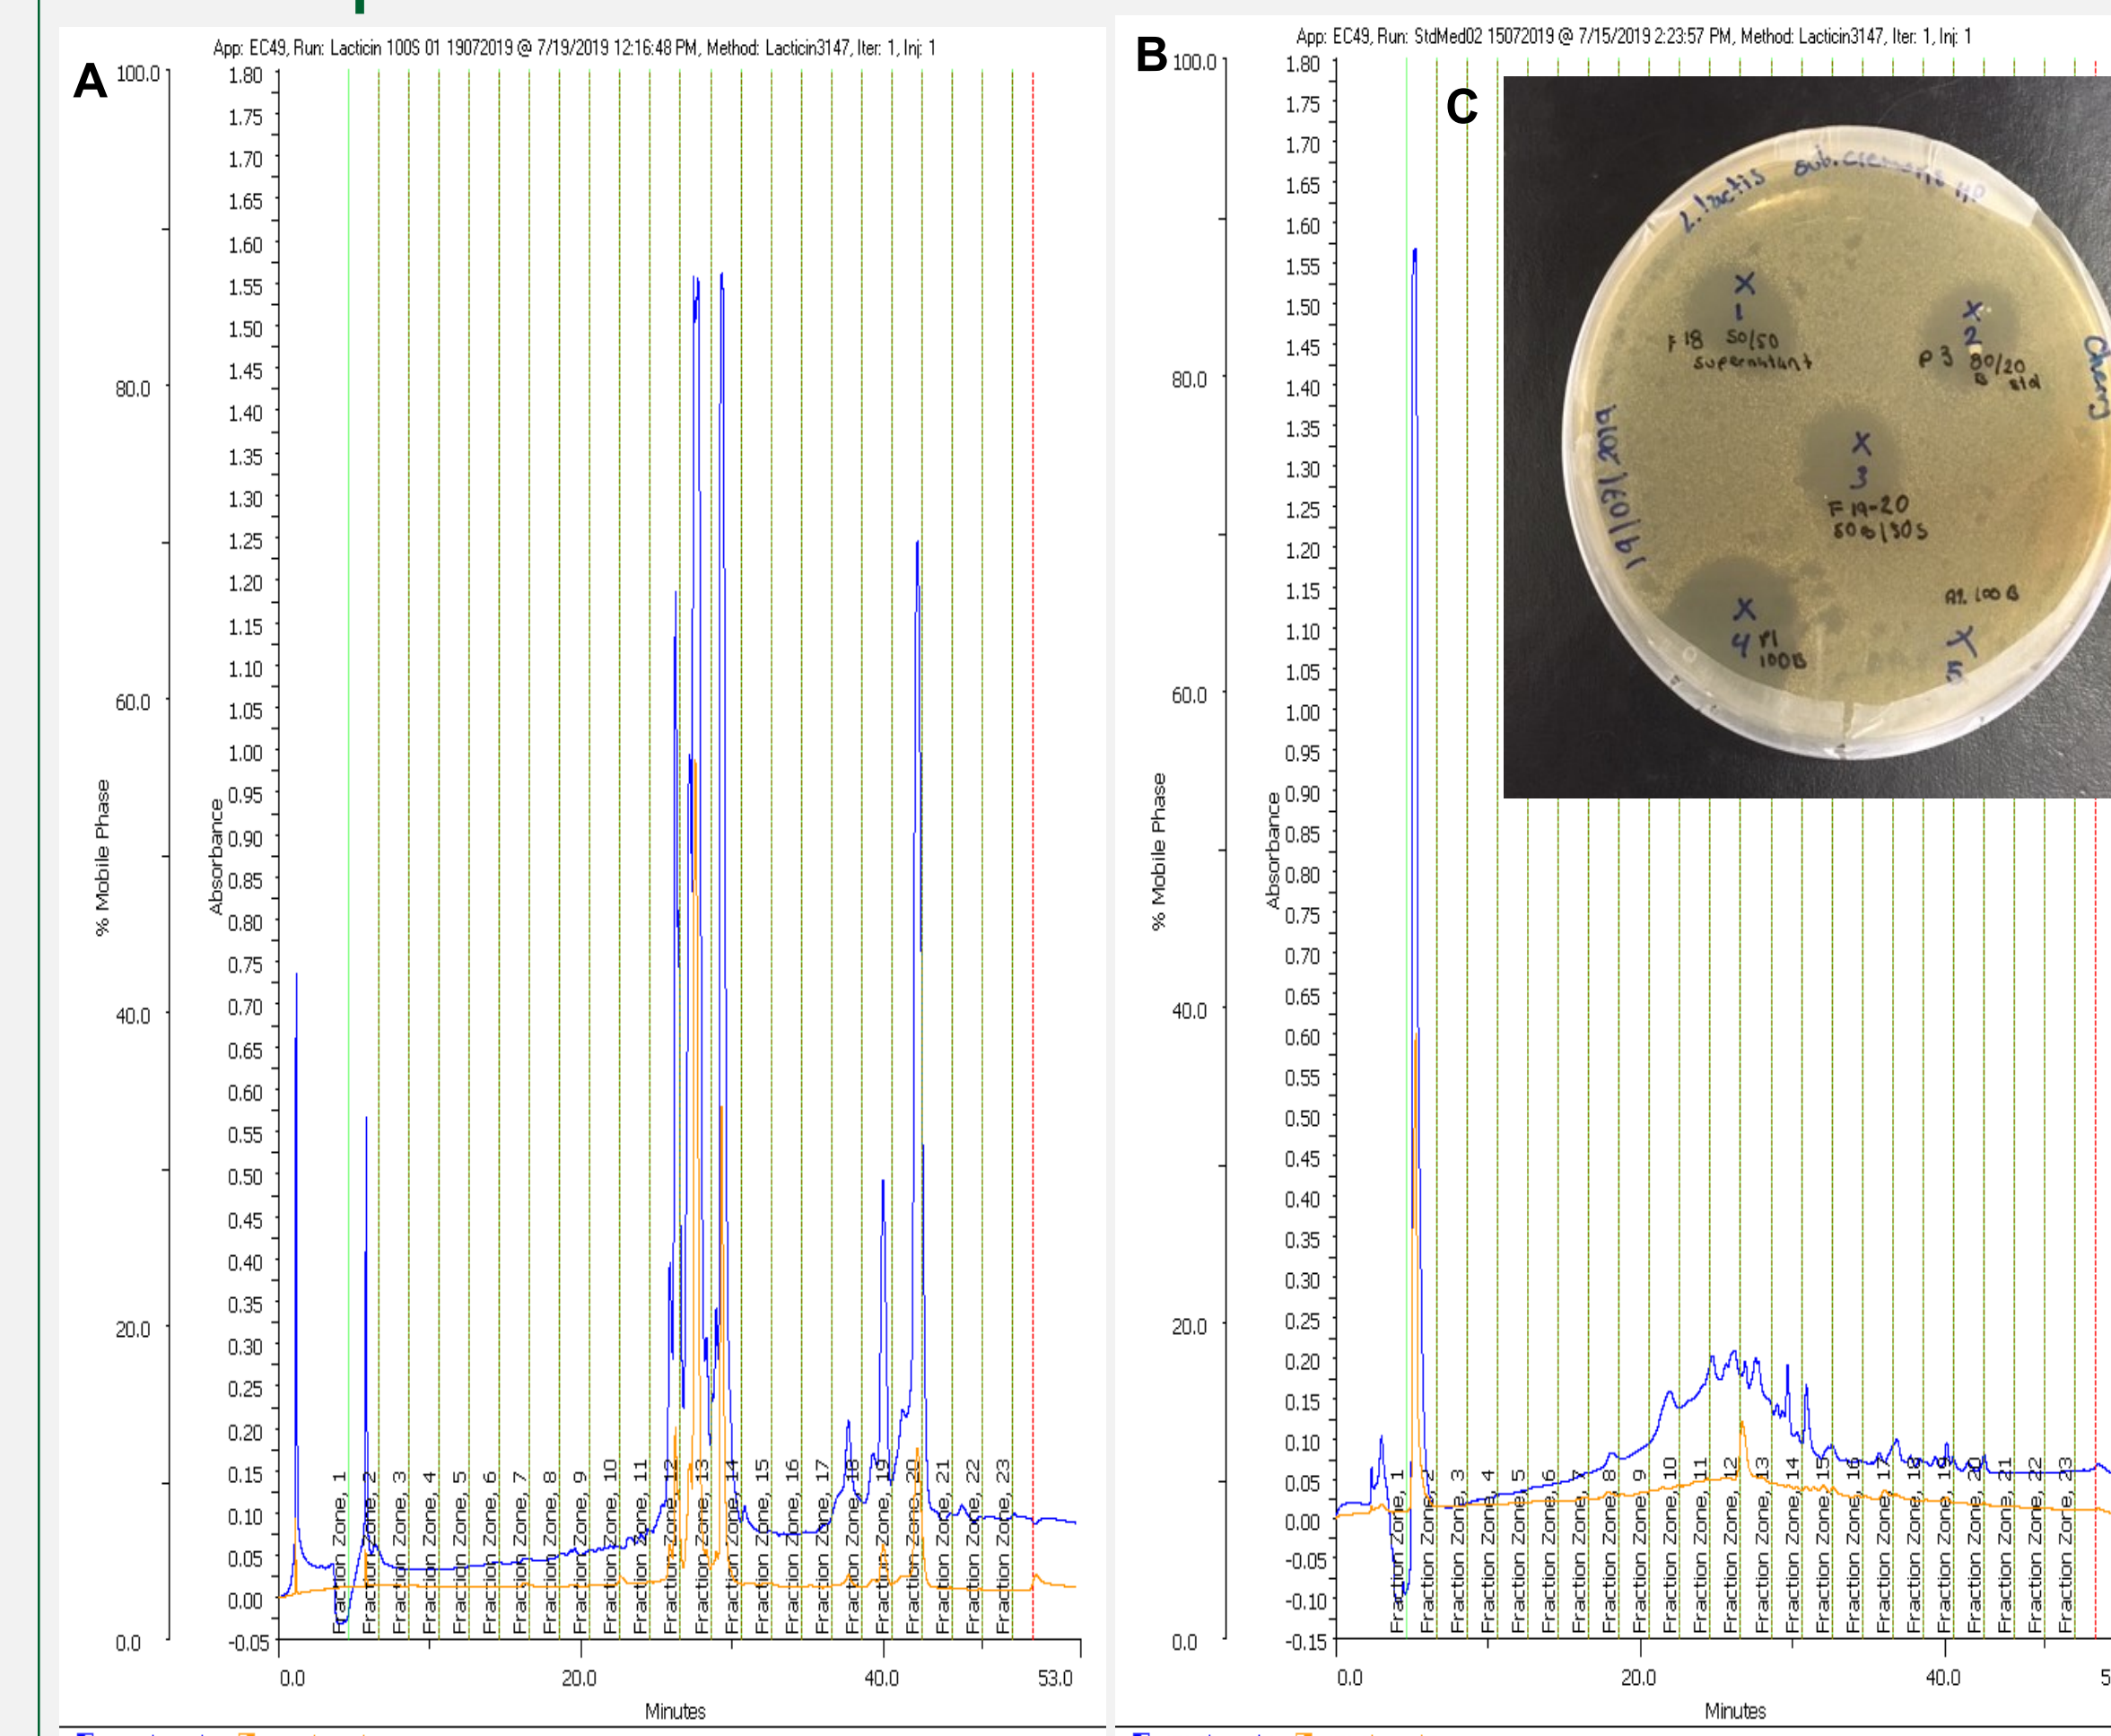 A
App: EC49, Run: Lacticin 100S 01 19072019 @ 7/19/2019 12:16:48 PM, Method: Lacticin3147, Iter: 1, Inj: 1
100.0
80.0
60.0
40.0
20.0
0.0
% Mobile Phase
1.80
1.75
1.70
1.65
1.60
1.55
1.50
1.45
1.40
1.35
1.30
1.25
1.20
1.15
1.10
1.05
1.00
0.95
0.90
0.85
0.80
0.75
0.70
0.65
0.60
0.55
0.50
0.45
0.40
0.35
0.30
0.25
0.20
0.15
0.10
0.05
0.00
-0.05
Absorbance
Fraction Zone, 1
Fraction Zone, 2
Fraction Zone, 3
Fraction Zone, 4
Fraction Zone, 5
Fraction Zone, 6
Fraction Zone, 7
Fraction Zone, 8
Fraction Zone, 9
Fraction Zone, 10
Fraction Zone, 11
Fraction Zone, 12
Fraction Zone, 13
Fraction Zone, 14
Fraction Zone, 15
Fraction Zone, 16
Fraction Zone, 17
Fraction Zone, 18
Fraction Zone, 19
Fraction Zone, 20
Fraction Zone, 21
Fraction Zone, 22
Fraction Zone, 23
0.0 20.0 40.0 53.0
Minutes
B
App: EC49, Run: StdMed02 15072019 @ 7/15/2019 2:23:57 PM, Method: Lacticin3147, Iter: 1, Inj: 1
100.0
80.0
60.0
40.0
20.0
0.0
% Mobile Phase
1.80
1.75
1.70
1.65
1.60
1.55
1.50
1.45
1.40
1.35
1.30
1.25
1.20
1.15
1.10
1.05
1.00
0.95
0.90
0.85
0.80
0.75
0.70
0.65
0.60
0.55
0.50
0.45
0.40
0.35
0.30
0.25
0.20
0.15
0.10
0.05
0.00
-0.05
-0.10
-0.15
Absorbance
Fraction Zone, 1
Fraction Zone, 2
Fraction Zone, 3
Fraction Zone, 4
Fraction Zone, 5
Fraction Zone, 6
Fraction Zone, 7
Fraction Zone, 8
Fraction Zone, 9
Fraction Zone, 10
Fraction Zone, 11
Fraction Zone, 12
Fraction Zone, 13
Fraction Zone, 14
Fraction Zone, 15
Fraction Zone, 16
Fraction Zone, 17
Fraction Zone, 18
Fraction Zone, 19
Fraction Zone, 20
Fraction Zone, 21
Fraction Zone, 22
Fraction Zone, 23
0.0 20.0 40.0 5
Minutes
C
L. lactis sub. cremoris HP
19/07/2019
X
1
F 18 50/50
supernatant
X
2
P 3 80/20
B std
X
3
F 19-20
50B/50S
X
4 P1
100B
100 B
X
5